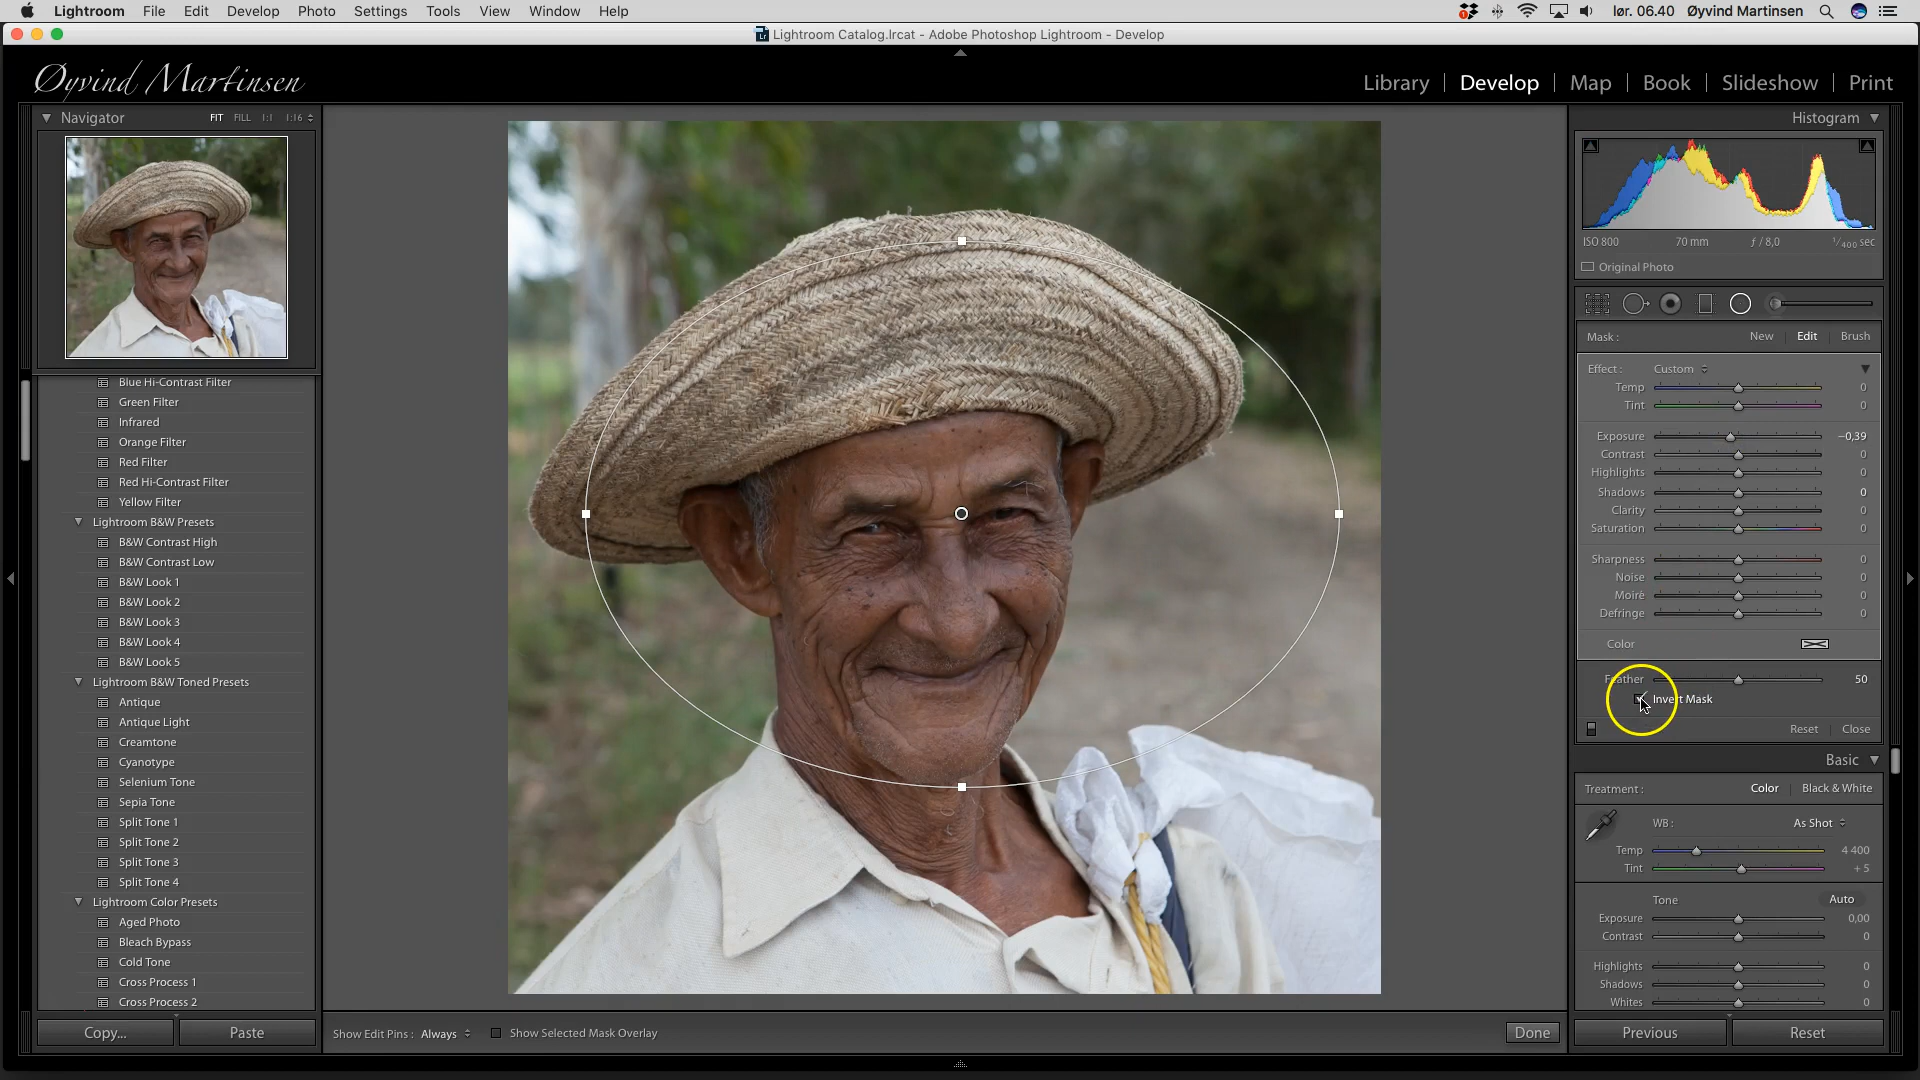 Lightroom File Edit Develop Photo Settings Tools View Window Help 1 lør. 06.40 Øyvind Martinsen
Lr Lightroom Catalog.lrcat - Adobe Photoshop Lightroom - Develop
Øyvind Martinsen
Library Develop Map Book Slideshow Print
Navigator FIT FILL 1:1 1:16
Blue Hi-Contrast Filter
Green Filter
Infrared
Orange Filter
Red Filter
Red Hi-Contrast Filter
Yellow Filter
Lightroom B&W Presets
B&W Contrast High
B&W Contrast Low
B&W Look 1
B&W Look 2
B&W Look 3
B&W Look 4
B&W Look 5
Lightroom B&W Toned Presets
Antique
Antique Light
Creamtone
Cyanotype
Selenium Tone
Sepia Tone
Split Tone 1
Split Tone 2
Split Tone 3
Split Tone 4
Lightroom Color Presets
Aged Photo
Bleach Bypass
Cold Tone
Cross Process 1
Cross Process 2
Copy... Paste
Show Edit Pins : Always Show Selected Mask Overlay Done
Histogram
ISO 800 70 mm ƒ / 8,0 1/400 sec
Original Photo
Mask : New Edit Brush
Effect : Custom
Temp 0
Tint 0
Exposure −0,39
Contrast 0
Highlights 0
Shadows 0
Clarity 0
Saturation 0
Sharpness 0
Noise 0
Moiré 0
Defringe 0
Color
Feather 50
Invert Mask
Reset Close
Basic
Treatment : Color Black & White
WB : As Shot
Temp 4 400
Tint + 5
Tone Auto
Exposure 0,00
Contrast 0
Highlights 0
Shadows 0
Whites 0
Previous Reset